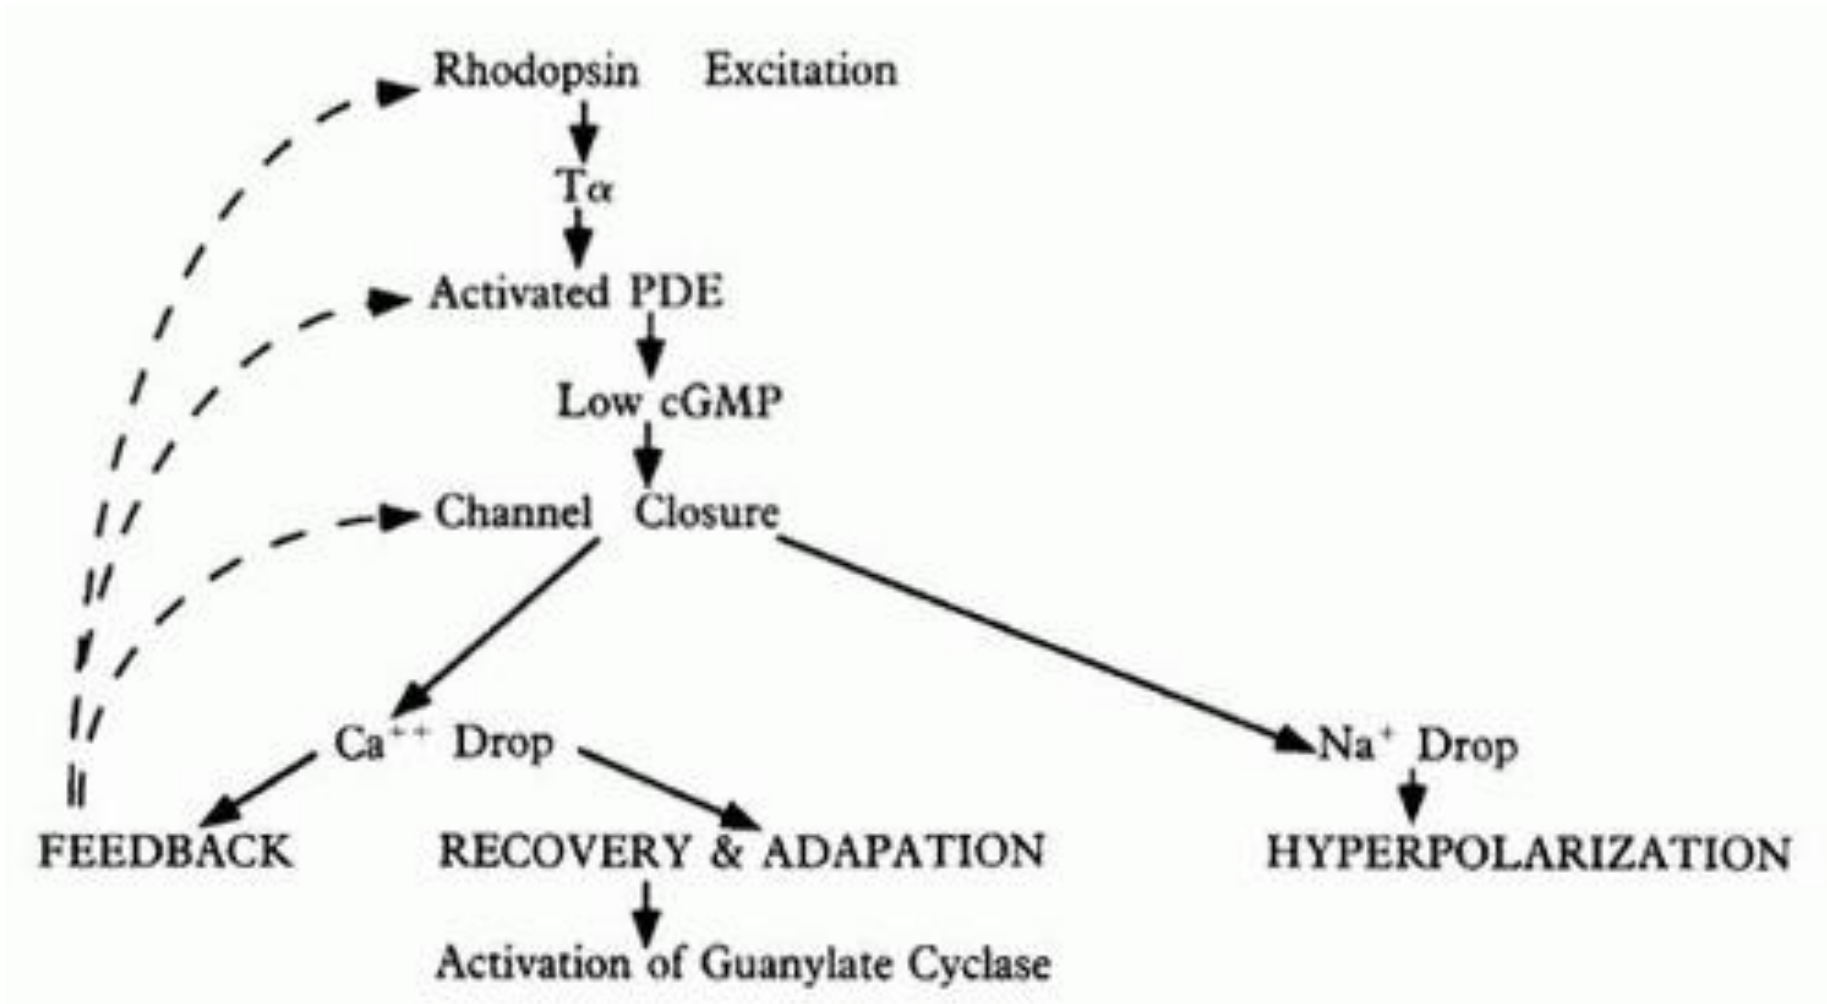 Rhodopsin Excitation
Tα
Activated PDE
Low cGMP
Channel Closure
Ca⁺⁺ Drop
Na⁺ Drop
FEEDBACK
RECOVERY & ADAPATION
HYPERPOLARIZATION
Activation of Guanylate Cyclase